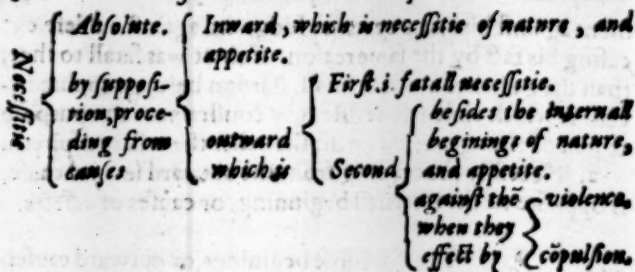 Necessitie
Absolute.
by supposi-
tion, proce-
ding from
causes
Inward, which is necessitie of nature, and
appetite.
outward
which is
First .i. fatall necessitie.
Second
besides the internall
beginings of nature,
and appetite.
against thē
when they
effect by
violence.
cōpulsion.